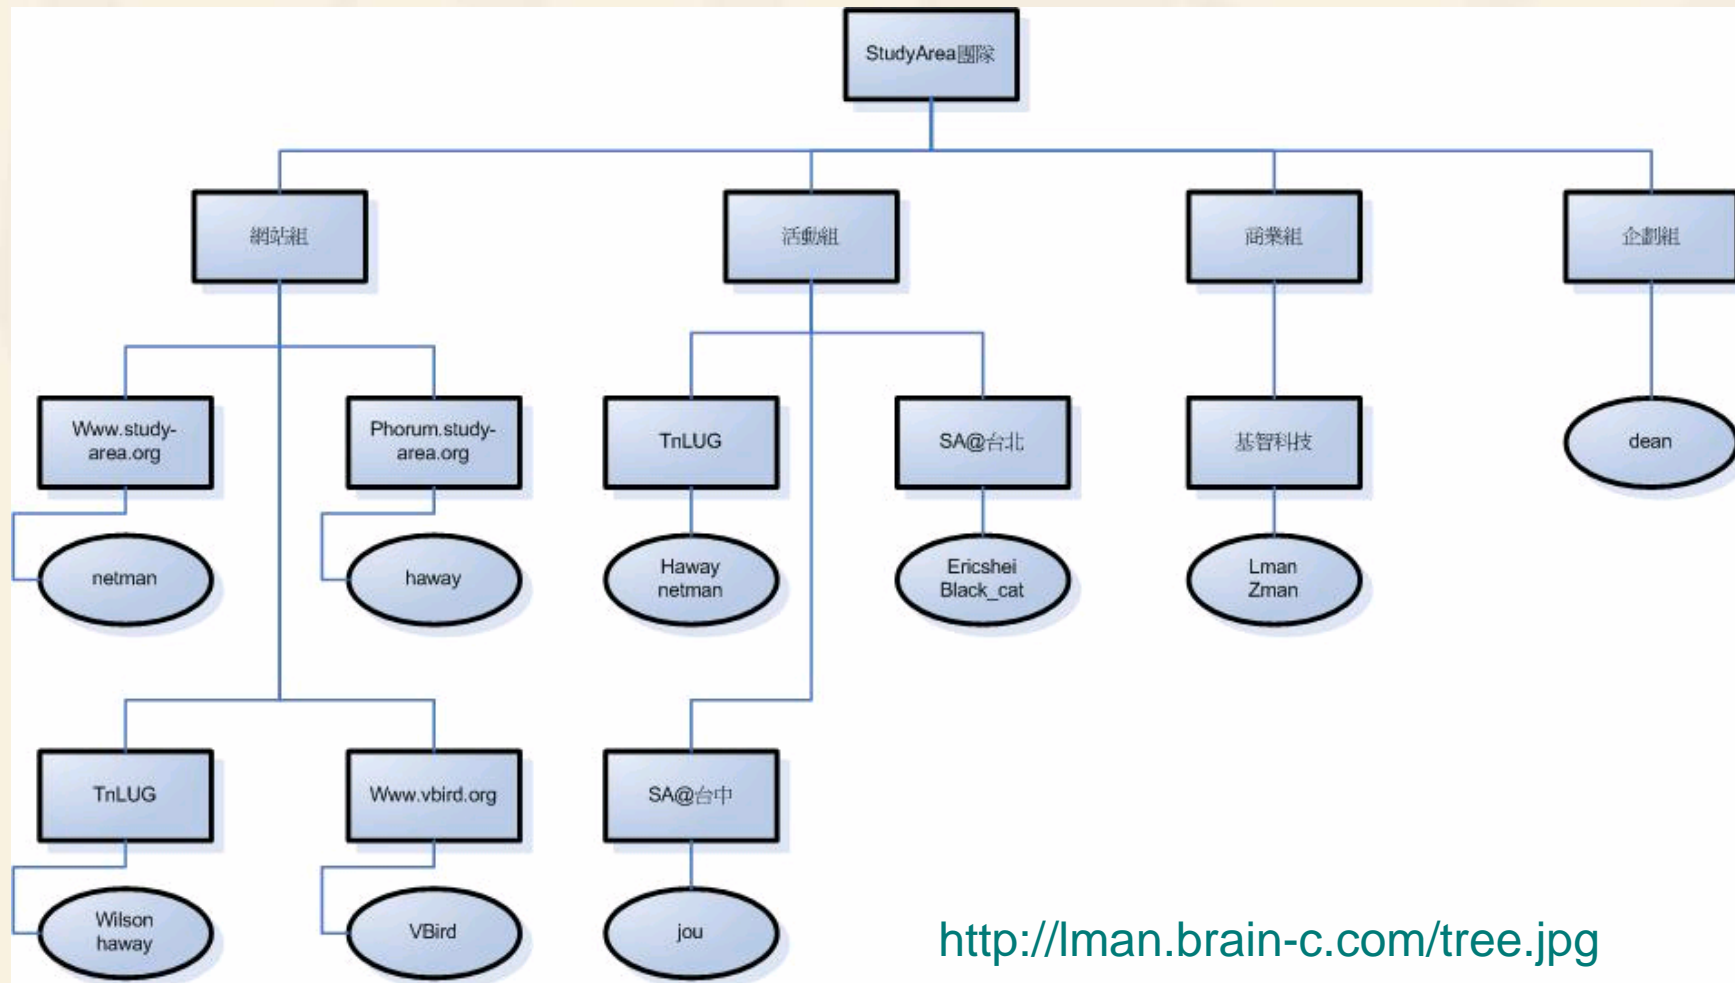 StudyArea團隊
網站組
活動組
商業組
企劃組
Www.study-
area.org
Phorum.study-
area.org
TnLUG
SA@台北
基智科技
dean
netman
haway
Haway
netman
Ericshei
Black_cat
Lman
Zman
TnLUG
Www.vbird.org
SA@台中
Wilson
haway
VBird
jou
http://lman.brain-c.com/tree.jpg